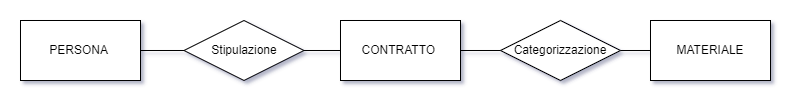 PERSONA
Stipulazione
CONTRATTO
Categorizzazione
MATERIALE